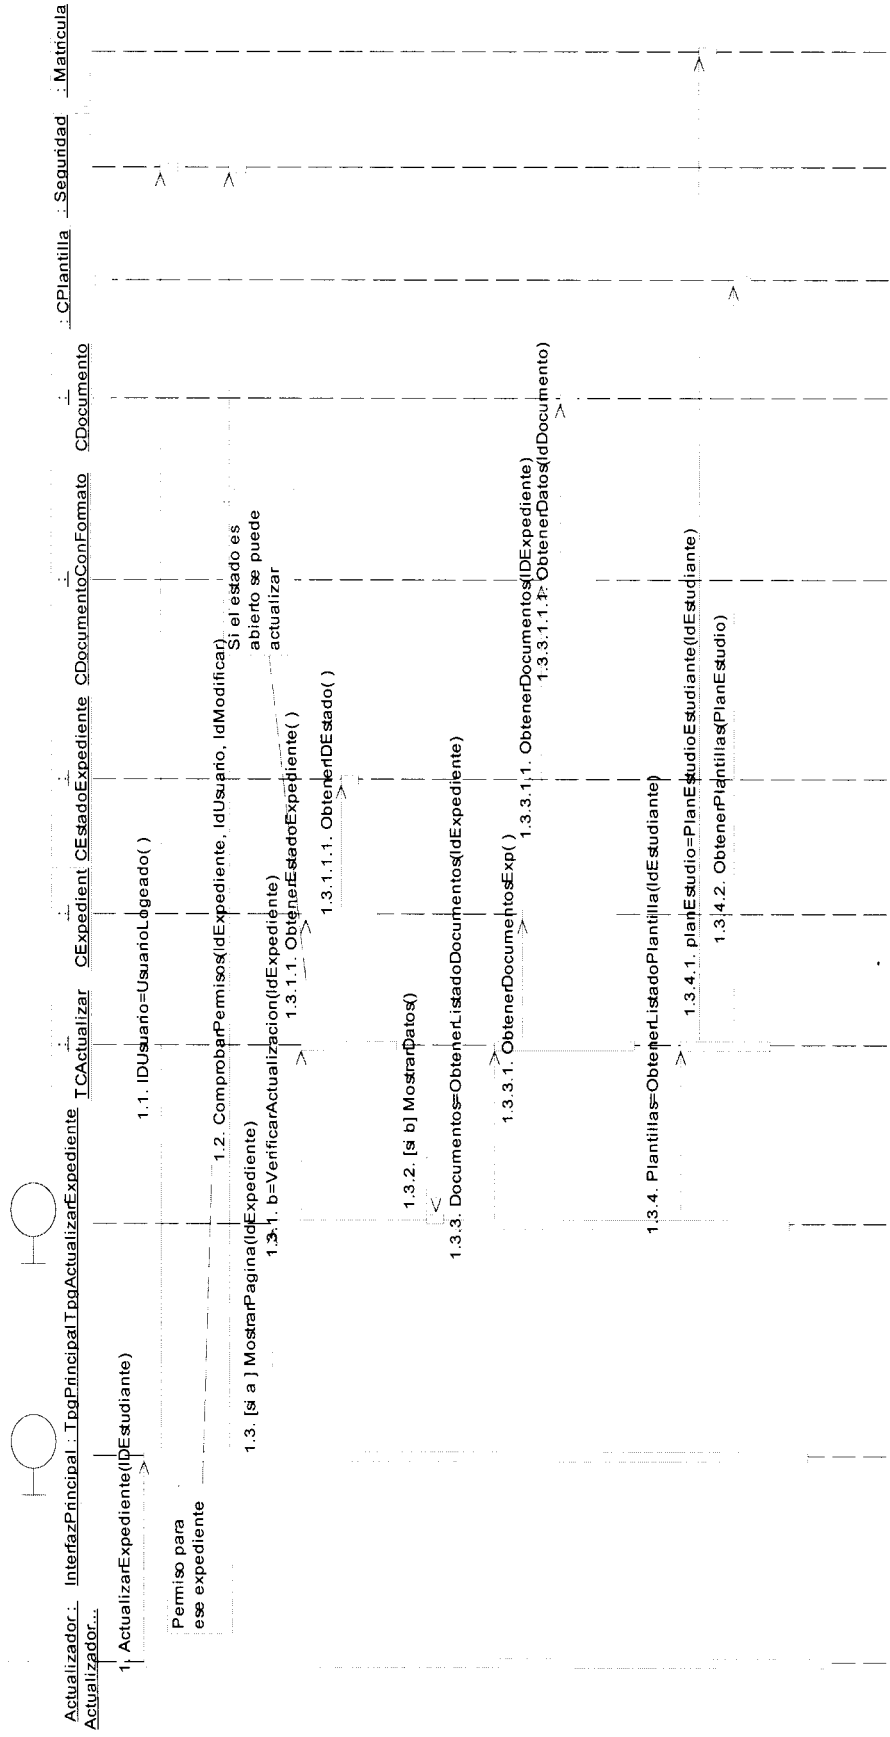 Actualizador :
Actualizador...
InterfazPrincipal : TpgPrincipal
TpgActualizarExpediente
:
TCActualizar
:
CExpedient
:
CEstadoExpediente
:
CDocumentoConFormato
:
CDocumento
: CPlantilla
: Seguridad
: Matricula
1. ActualizarExpediente(IDEstudiante)
1.1. IDUsuario=UsuarioLogeado( )
Permiso para
ese expediente
1.2. ComprobarPermisos(IdExpediente, IdUsuario, IdModificar)
Si el estado es
abierto se puede
actualizar
1.3. [si a ] MostrarPagina(IdExpediente)
1.3.1. b=VerificarActualizacion(IdExpediente)
1.3.1.1. ObtenerEstadoExpediente( )
1.3.1.1.1. ObtenerIDEstado( )
1.3.2. [si b] MostrarDatos()
1.3.3. Documentos=ObtenerListadoDocumentos(IdExpediente)
1.3.3.1. ObtenerDocumentosExp( )
1.3.3.1.1. ObtenerDocumentos(IDExpediente)
1.3.3.1.1.1. ObtenerDatos(IdDocumento)
1.3.4. Plantillas=ObtenerListadoPlantilla(IdEstudiante)
1.3.4.1. planEstudio=PlanEstudioEstudiante(IdEstudiante)
1.3.4.2. ObtenerPlantillas(PlanEstudio)